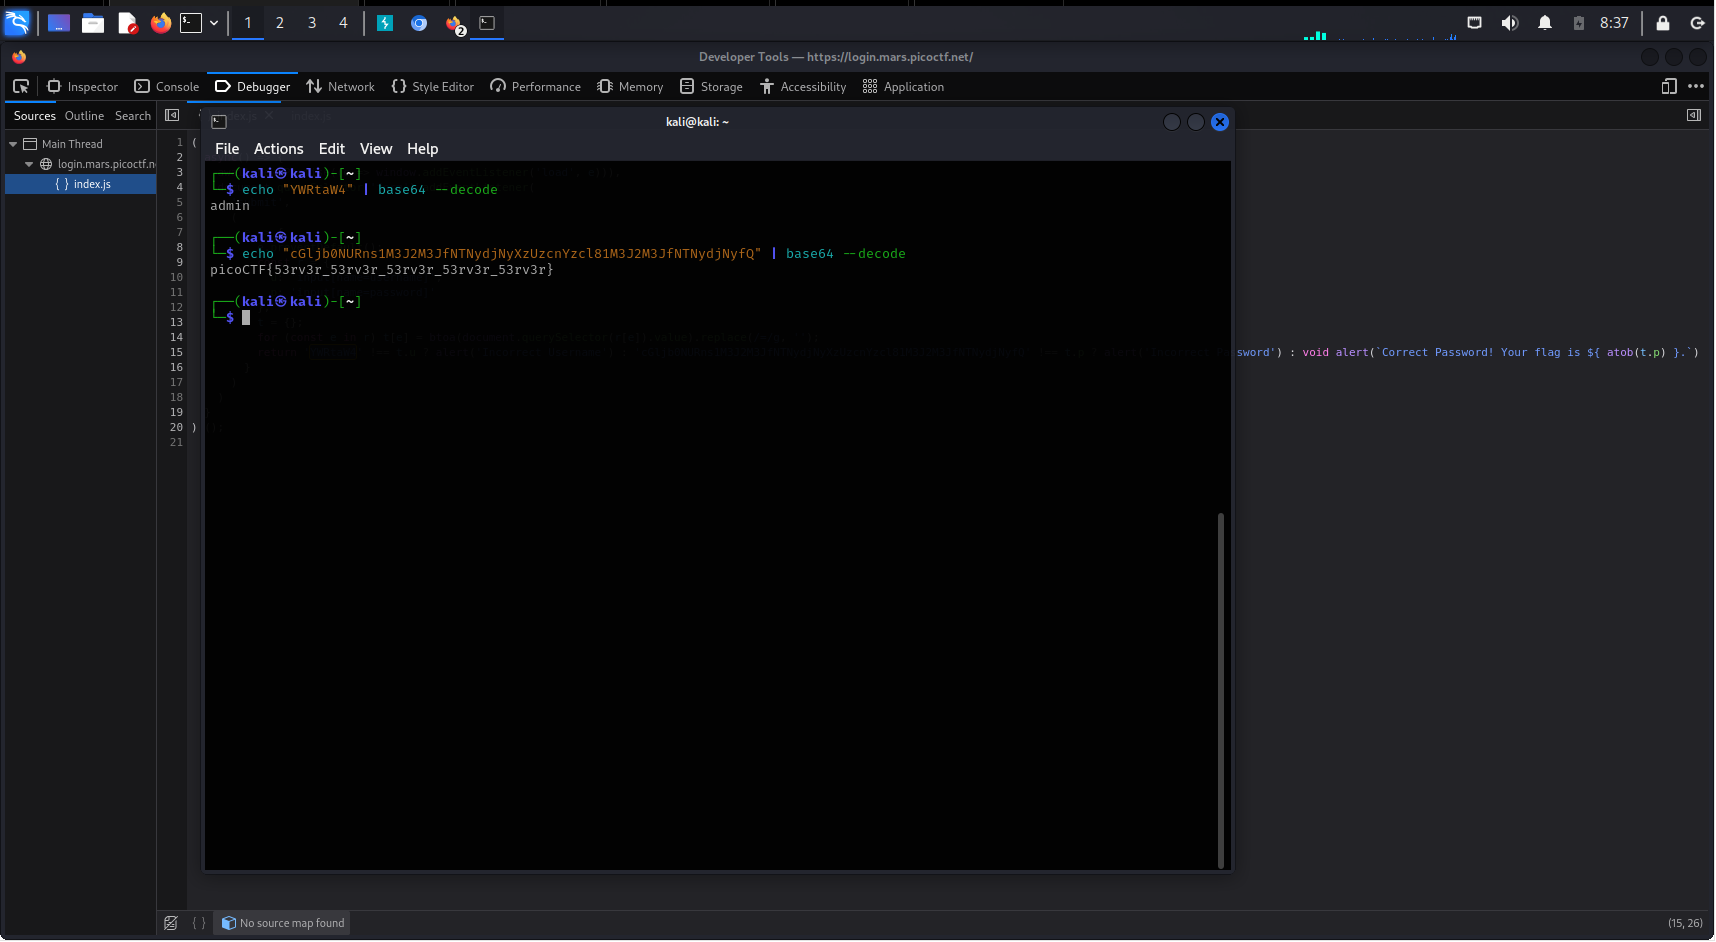 1 2 3 4 2 8:37
Developer Tools — https://login.mars.picoctf.net/
Inspector Console Debugger Network Style Editor Performance Memory Storage Accessibility Application
Sources Outline Search
Main Thread
login.mars.picoctf.n
{ } index.js
kali@kali: ~
File Actions Edit View Help
┌──(kali㉿kali)-[~]
└─$ echo "YWRtaW4" | base64 --decode
admin
┌──(kali㉿kali)-[~]
└─$ echo "cGljb0NURns1M3J2M3JfNTNydjNyXzUzcnYzcl81M3J2M3JfNTNydjNyfQ" | base64 --decode
picoCTF{53rv3r_53rv3r_53rv3r_53rv3r_53rv3r}
┌──(kali㉿kali)-[~]
└─$
1 (
2
3
4
5
6
7
8
9
10
11
12
13
14
15 sword') : void alert(`Correct Password! Your flag is ${ atob(t.p) }.`)
16
17
18
19
20 )
21
{ } No source map found (15, 26)